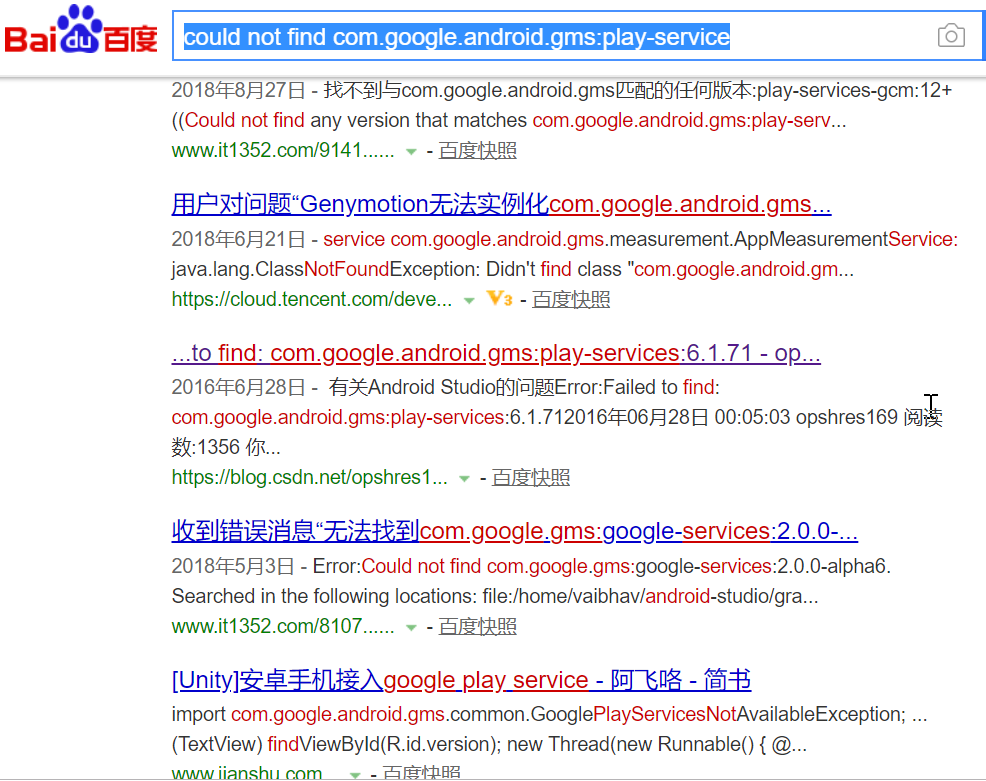 Bai du 百度
could not find com.google.android.gms:play-service
2018年8月27日 - 找不到与com.google.android.gms匹配的任何版本:play-services-gcm:12+
((Could not find any version that matches com.google.android.gms:play-serv...
www.it1352.com/9141...... - 百度快照
用户对问题“Genymotion无法实例化com.google.android.gms...
2018年6月21日 - service com.google.android.gms.measurement.AppMeasurementService:
java.lang.ClassNotFoundException: Didn't find class "com.google.android.gm...
https://cloud.tencent.com/deve... V3 - 百度快照
...to find: com.google.android.gms:play-services:6.1.71 - op...
2016年6月28日 - 有关Android Studio的问题Error:Failed to find:
com.google.android.gms:play-services:6.1.712016年06月28日 00:05:03 opshres169 阅读
数:1356 你...
https://blog.csdn.net/opshres1... - 百度快照
收到错误消息“无法找到com.google.gms:google-services:2.0.0-...
2018年5月3日 - Error:Could not find com.google.gms:google-services:2.0.0-alpha6.
Searched in the following locations: file:/home/vaibhav/android-studio/gra...
www.it1352.com/8107...... - 百度快照
[Unity]安卓手机接入google play service - 阿飞咯 - 简书
import com.google.android.gms.common.GooglePlayServicesNotAvailableException; ...
(TextView) findViewById(R.id.version); new Thread(new Runnable() { @...
www.jianshu.com... - 百度快照